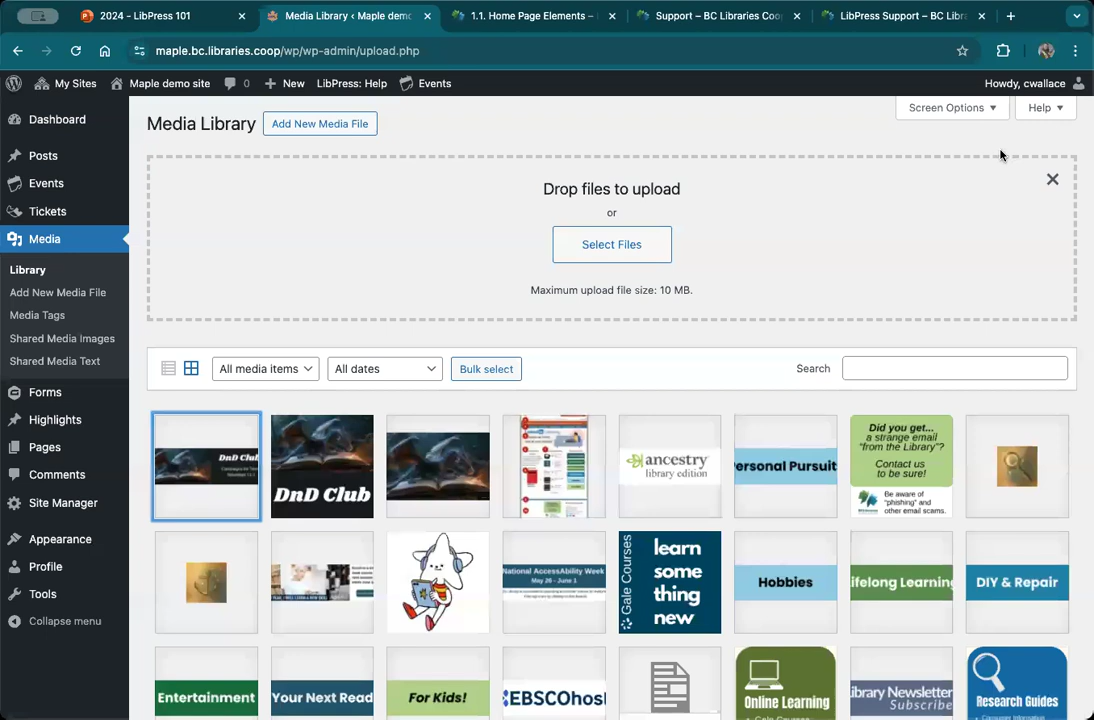 2024 - LibPress 101
Media Library < Maple demo
1.1. Home Page Elements –
Support – BC Libraries Coo
LibPress Support – BC Libra
maple.bc.libraries.coop/wp/wp-admin/upload.php
My Sites
Maple demo site
0
New
LibPress: Help
Events
Howdy, cwallace
Dashboard
Posts
Events
Tickets
Media
Library
Add New Media File
Media Tags
Shared Media Images
Shared Media Text
Forms
Highlights
Pages
Comments
Site Manager
Appearance
Profile
Tools
Collapse menu
Screen Options
Help
Media Library
Add New Media File
Drop files to upload
or
Select Files
Maximum upload file size: 10 MB.
All media items
All dates
Bulk select
Search
DnD Club
DnD Club
ancestry
library edition
ersonal Pursuit
Did you get...
a strange email
"from the Library"?
Contact us
to be sure!
Be aware of
"phishing" and
other email scams.
National AccessAbility Week
May 26 - June 1
Gale Courses
learn
some
thing
new
Hobbies
ifelong Learning
DIY & Repair
Entertainment
Your Next Read
For Kids!
EBSCOhos
Online Learning
Library Newsletter
Subscribe
Research Guides